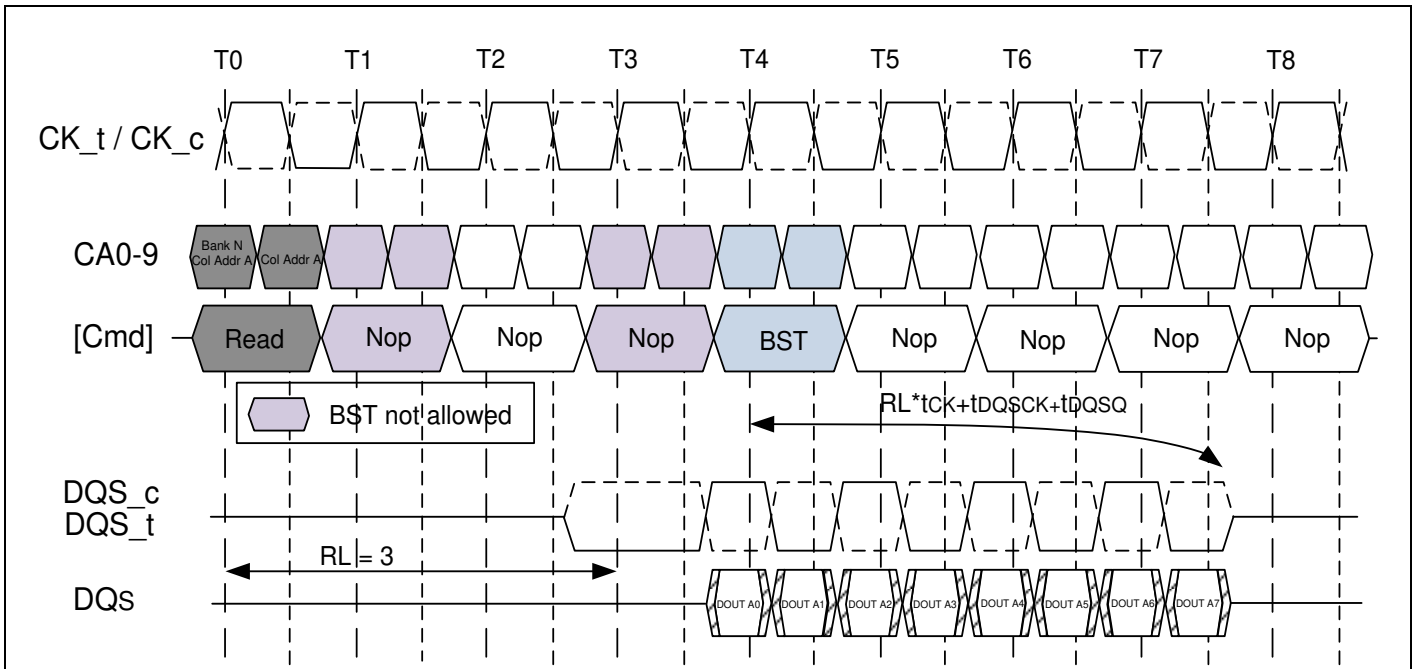 T0 T1 T2 T3 T4 T5 T6 T7 T8
CK_t / CK_c
CA0-9
Bank N
Col Addr A
Col Addr A
[Cmd]
Read Nop Nop Nop BST Nop Nop Nop Nop
BST not allowed
RL*tCK+tDQSCK+tDQSQ
DQS_c
DQS_t
RL = 3
DQs
DOUT A0 DOUT A1 DOUT A2 DOUT A3 DOUT A4 DOUT A5 DOUT A6 DOUT A7